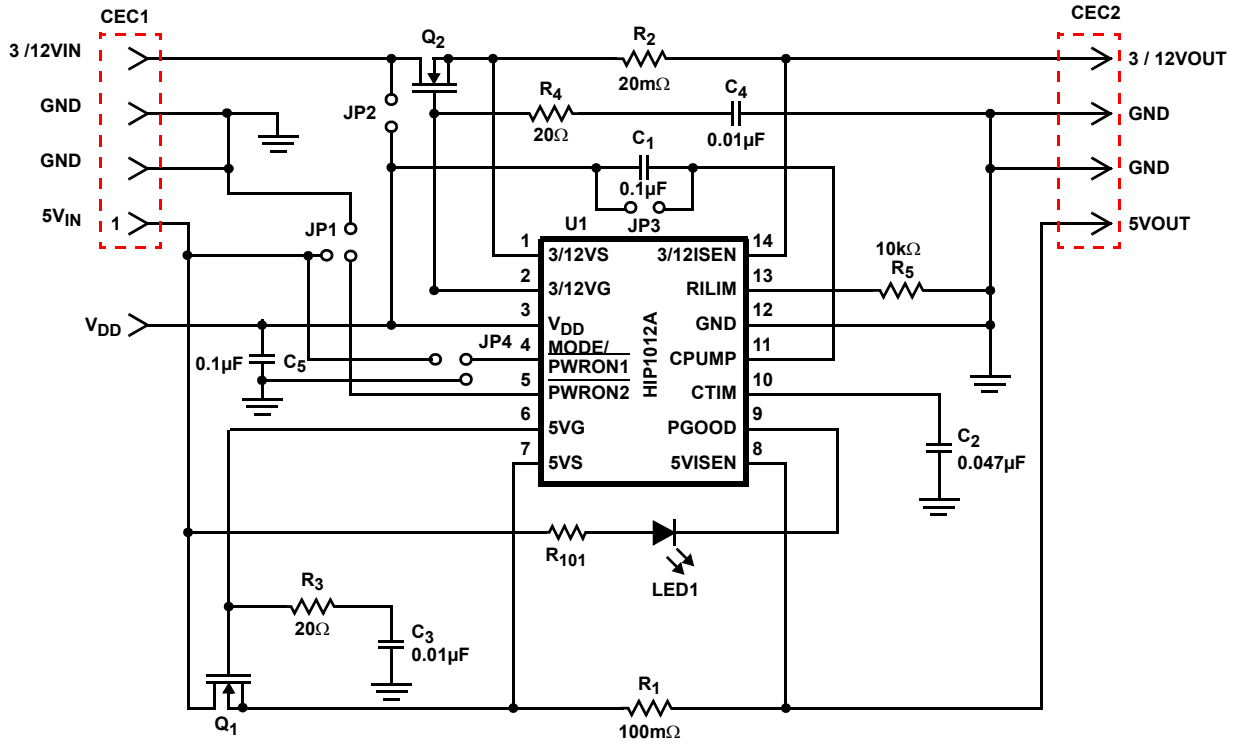 CEC1
CEC2
3 /12VIN
Q2
R2
20mΩ
3 / 12VOUT
GND
JP2
R4
20Ω
C4
0.01µF
GND
GND
C1
0.1µF
JP3
GND
5VIN
1
JP1
U1
5VOUT
1
3/12VS
3/12ISEN
14
10kΩ
R5
2
3/12VG
RILIM
13
VDD
3
VDD
GND
12
0.1µF
C5
JP4
4
MODE/
PWRON1
HIP1012A
CPUMP
11
5
PWRON2
CTIM
10
6
5VG
PGOOD
9
C2
0.047µF
7
5VS
5VISEN
8
R101
LED1
R3
20Ω
C3
0.01µF
Q1
R1
100mΩ